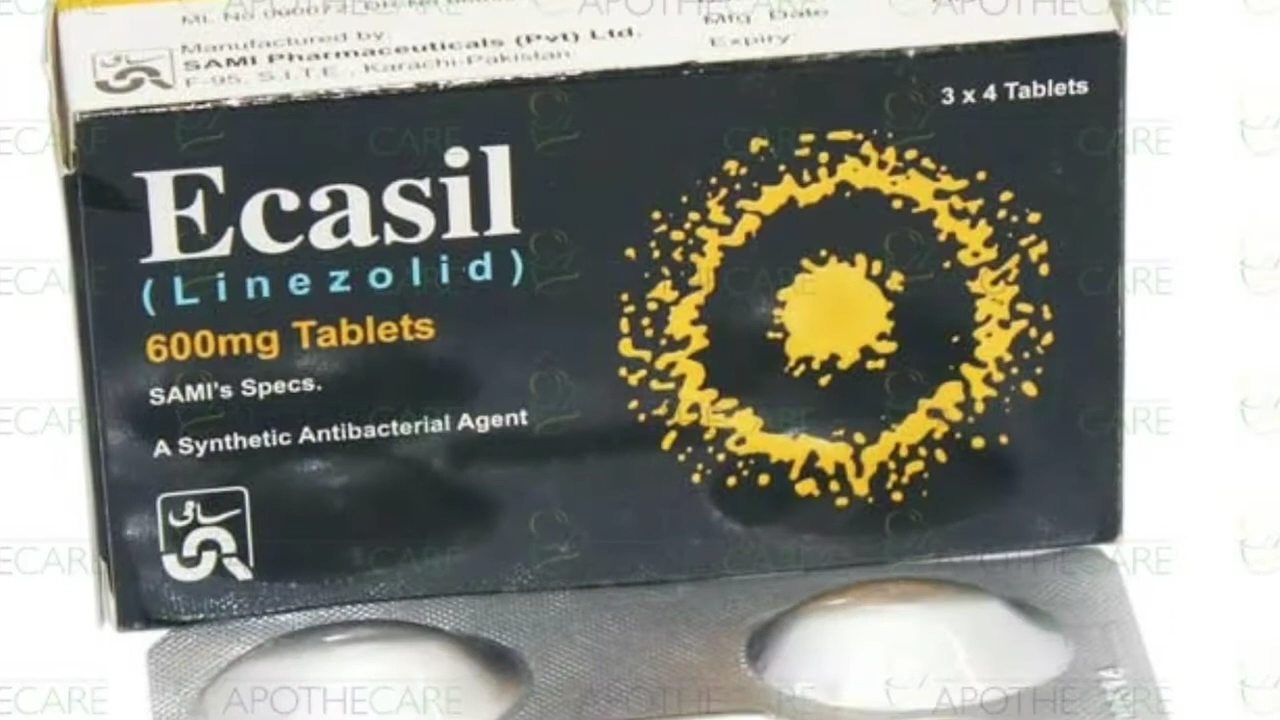 Manufactured by:
SAMI Pharmaceuticals (Pvt) Ltd.
F-95, S.I.T.E., Karachi-Pakistan
Mfg. Date
Expiry
3 x 4 Tablets
Ecasil
(Linezolid)
600mg Tablets
SAMI's Specs.
A Synthetic Antibacterial Agent
سامی
APOTHECARE